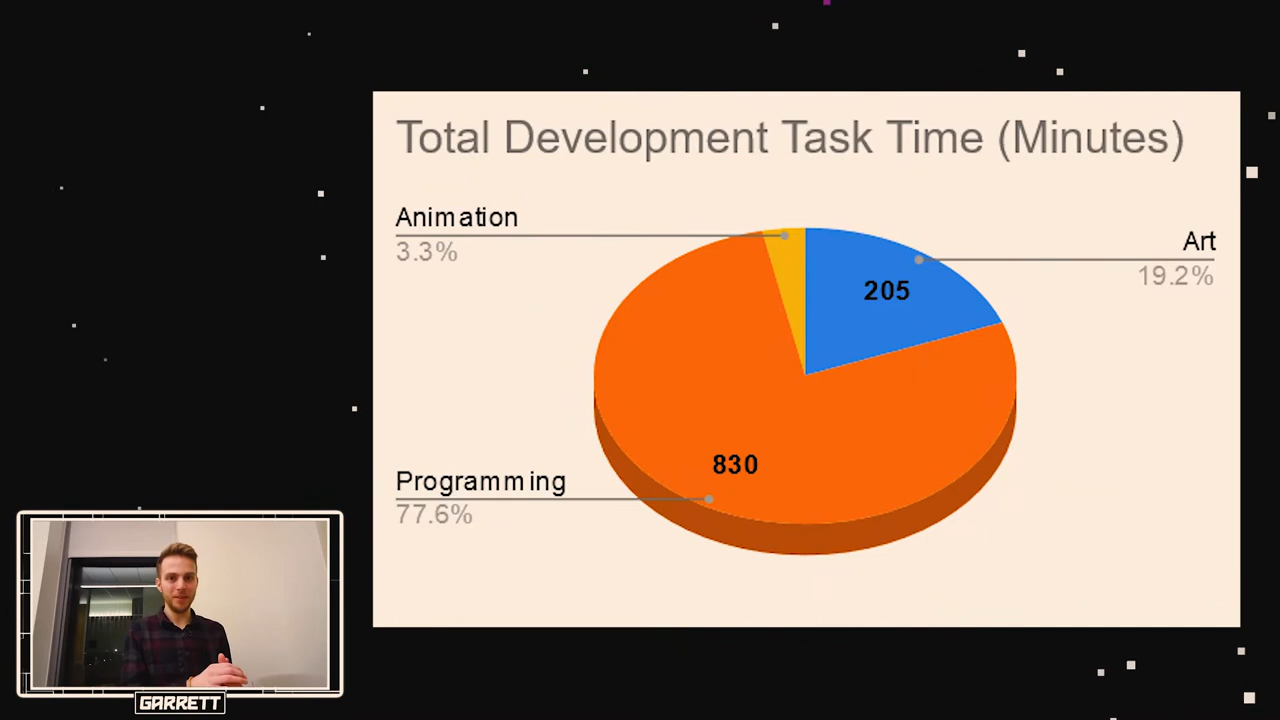 Total Development Task Time (Minutes)
Animation
3.3%
Art
19.2%
205
830
Programming
77.6%
GARRETT